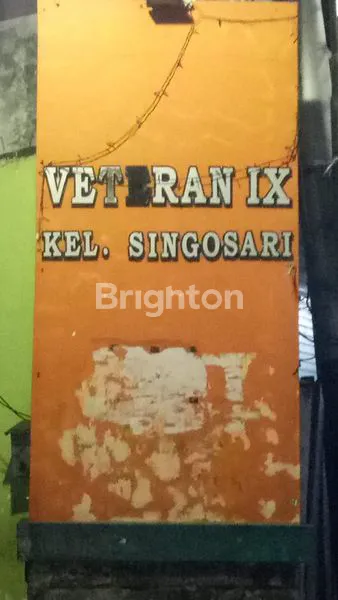 VETERAN IX
KEL. SINGOSARI
Brighton